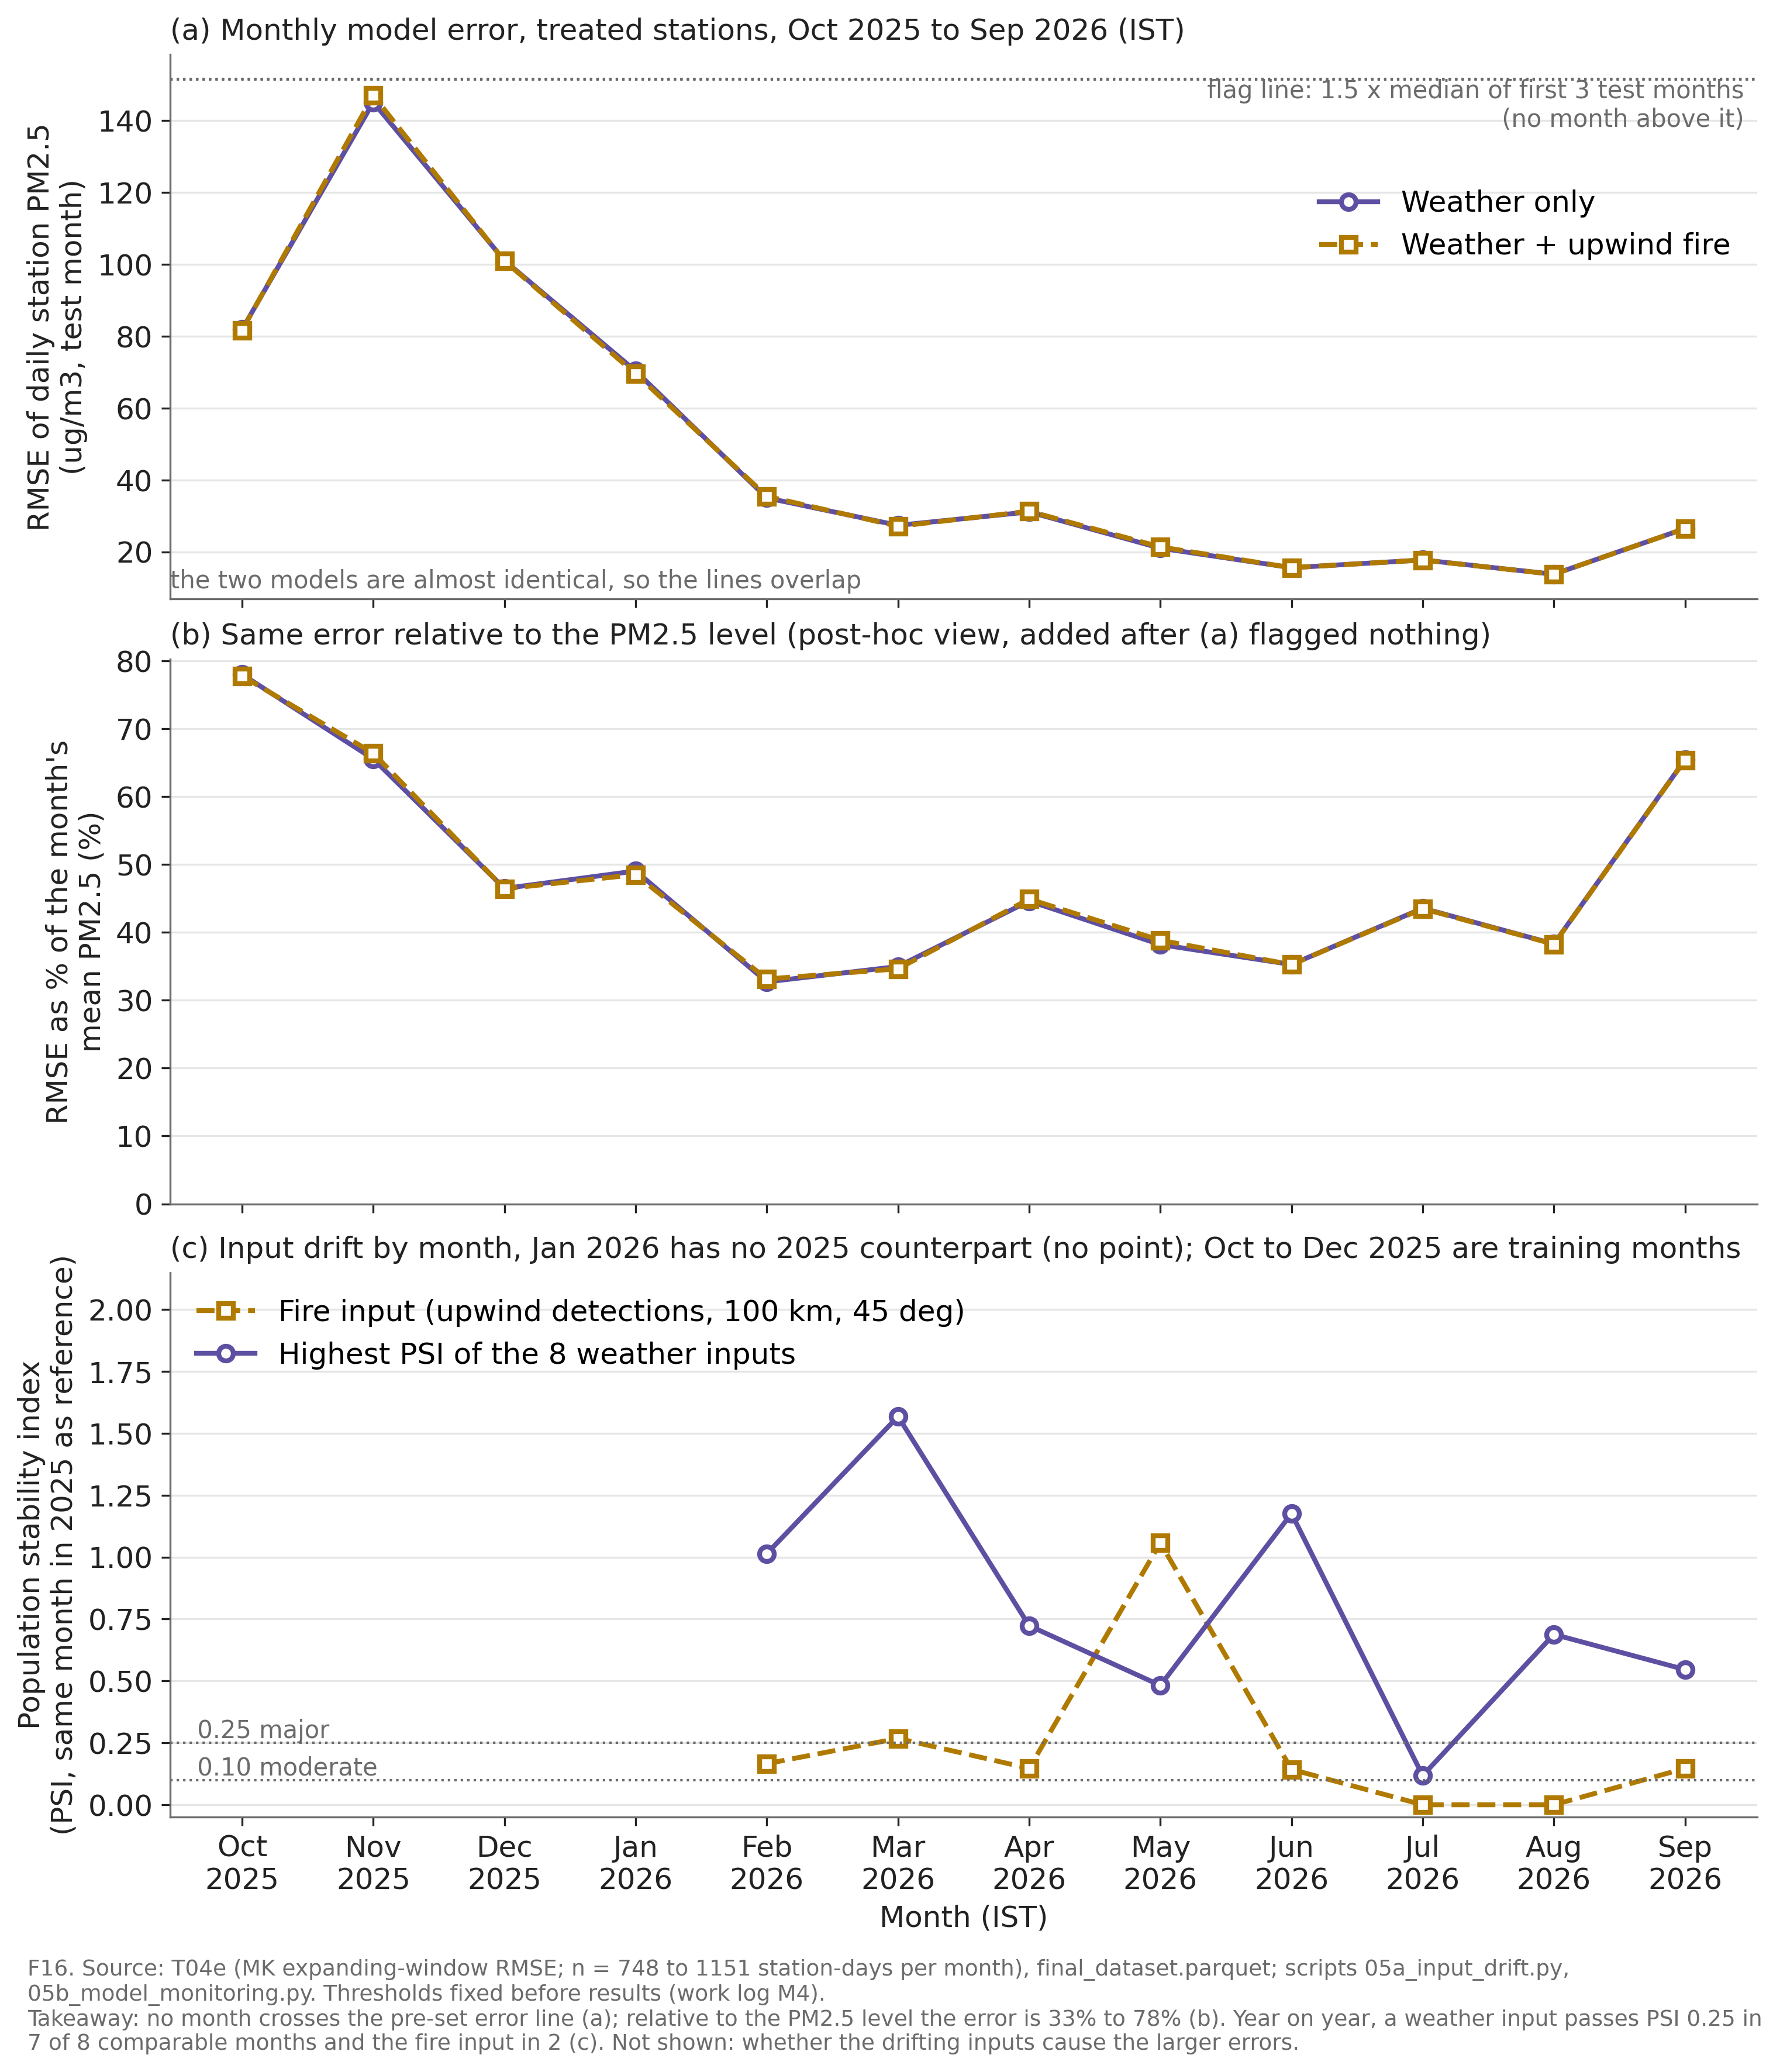 (a) Monthly model error, treated stations, Oct 2025 to Sep 2026 (IST)
flag line: 1.5 x median of first 3 test months
(no month above it)
RMSE of daily station PM2.5
(ug/m3, test month)
140
120
100
80
60
40
20
Weather only
Weather + upwind fire
the two models are almost identical, so the lines overlap
(b) Same error relative to the PM2.5 level (post-hoc view, added after (a) flagged nothing)
RMSE as % of the month's
mean PM2.5 (%)
80
70
60
50
40
30
20
10
0
(c) Input drift by month, Jan 2026 has no 2025 counterpart (no point); Oct to Dec 2025 are training months
Population stability index
(PSI, same month in 2025 as reference)
2.00
1.75
1.50
1.25
1.00
0.75
0.50
0.25
0.00
Fire input (upwind detections, 100 km, 45 deg)
Highest PSI of the 8 weather inputs
0.25 major
0.10 moderate
Oct Nov Dec Jan Feb Mar Apr May Jun Jul Aug Sep
2025 2025 2025 2026 2026 2026 2026 2026 2026 2026 2026 2026
Month (IST)
F16. Source: T04e (MK expanding-window RMSE; n = 748 to 1151 station-days per month), final_dataset.parquet; scripts 05a_input_drift.py,
05b_model_monitoring.py. Thresholds fixed before results (work log M4).
Takeaway: no month crosses the pre-set error line (a); relative to the PM2.5 level the error is 33% to 78% (b). Year on year, a weather input passes PSI 0.25 in
7 of 8 comparable months and the fire input in 2 (c). Not shown: whether the drifting inputs cause the larger errors.